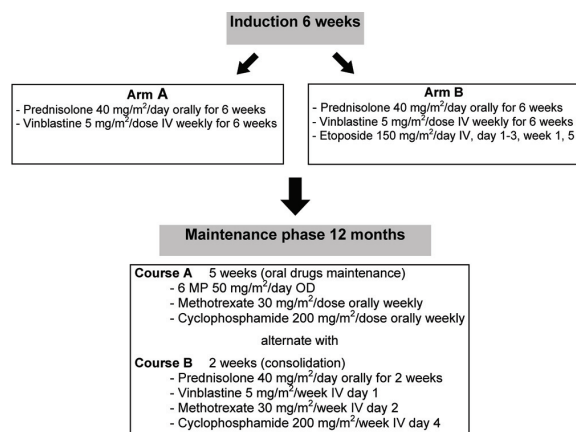 Induction 6 weeks
Arm A
- Prednisolone 40 mg/m²/day orally for 6 weeks
- Vinblastine 5 mg/m²/dose IV weekly for 6 weeks
Arm B
- Prednisolone 40 mg/m²/day orally for 6 weeks
- Vinblastine 5 mg/m²/dose IV weekly for 6 weeks
- Etoposide 150 mg/m²/day IV, day 1-3, week 1, 5
Maintenance phase 12 months
Course A 5 weeks (oral drugs maintenance)
- 6 MP 50 mg/m²/day OD
- Methotrexate 30 mg/m²/dose orally weekly
- Cyclophosphamide 200 mg/m²/dose orally weekly
alternate with
Course B 2 weeks (consolidation)
- Prednisolone 40 mg/m²/day orally for 2 weeks
- Vinblastine 5 mg/m²/week IV day 1
- Methotrexate 30 mg/m²/week IV day 2
- Cyclophosphamide 200 mg/m²/week IV day 4